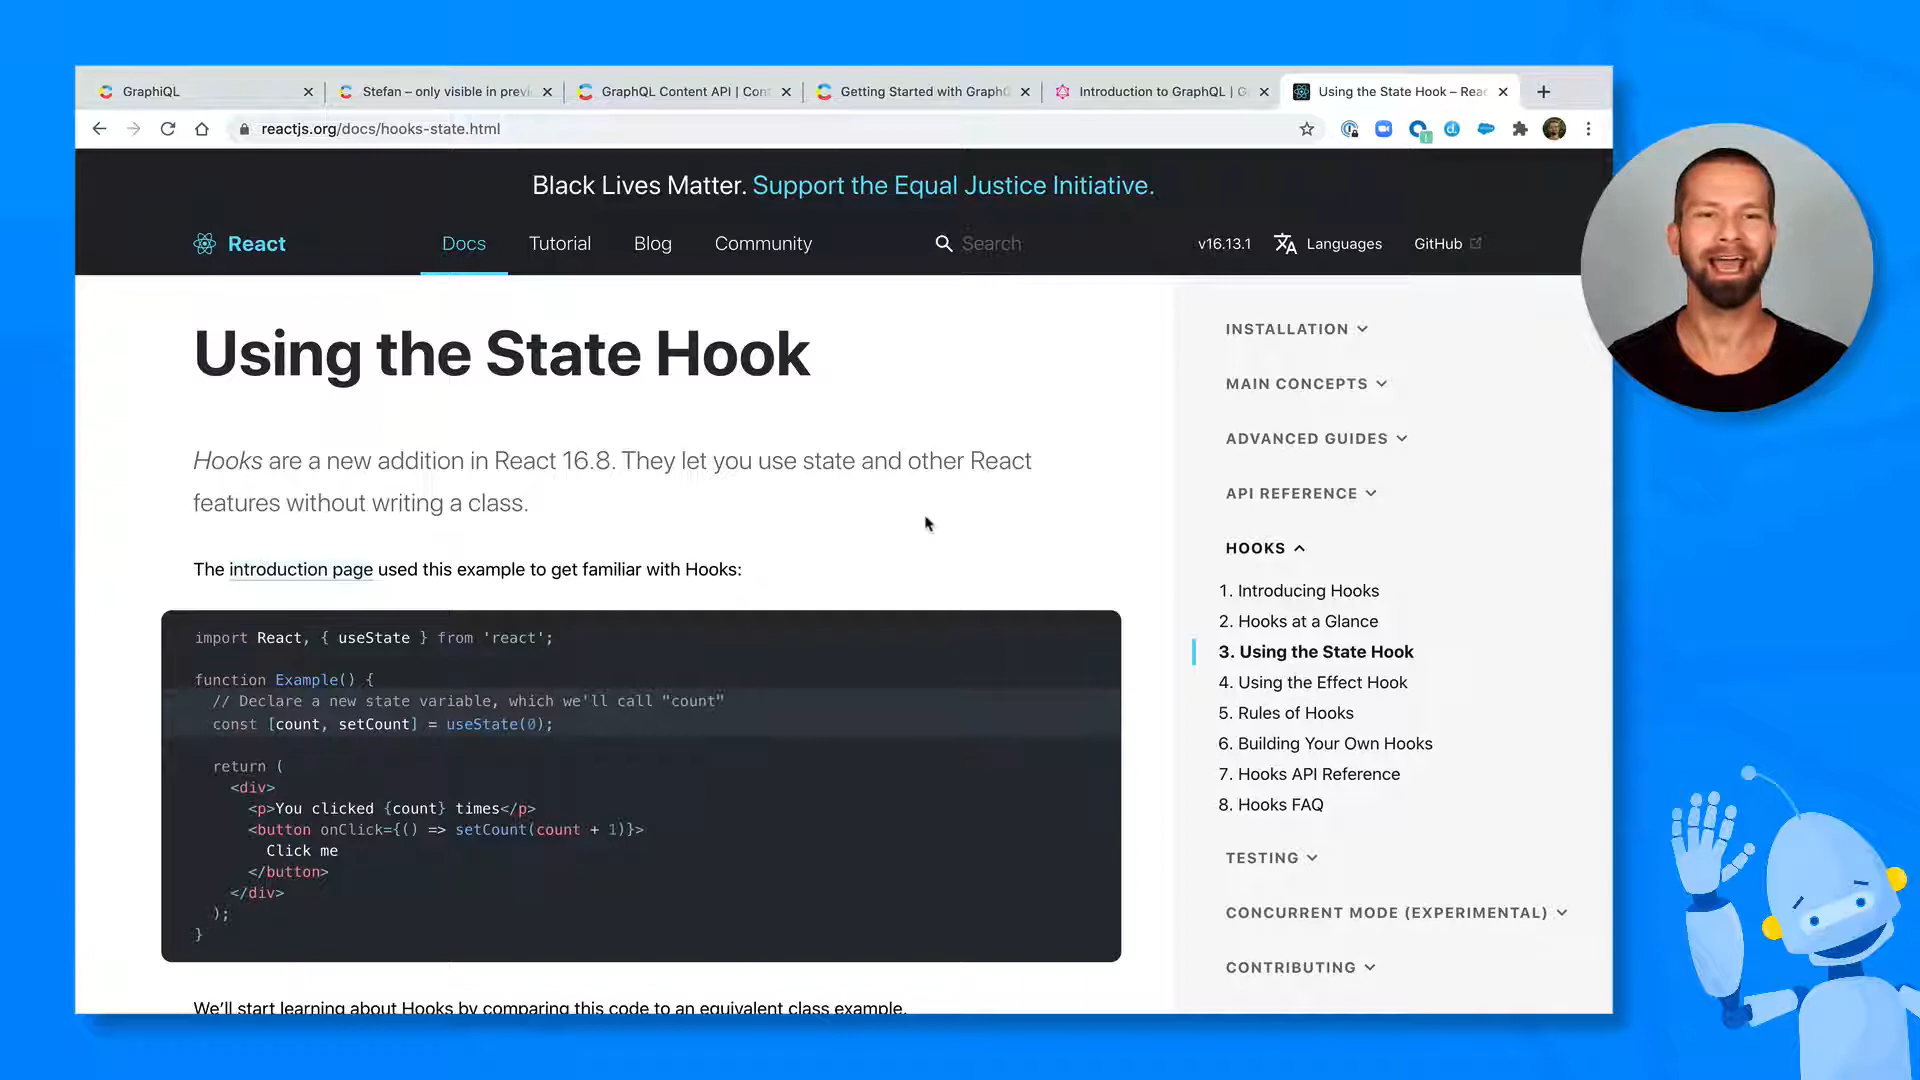 GraphiQL
Stefan – only visible in previ
GraphQL Content API | Con
Getting Started with GraphQ
Introduction to GraphQL | G
Using the State Hook – Reac
reactjs.org/docs/hooks-state.html
Black Lives Matter. Support the Equal Justice Initiative.
React
Docs
Tutorial
Blog
Community
Search
v16.13.1
Languages
GitHub
Using the State Hook
Hooks are a new addition in React 16.8. They let you use state and other React
features without writing a class.
The introduction page used this example to get familiar with Hooks:
import React, { useState } from 'react';
function Example() {
// Declare a new state variable, which we'll call "count"
const [count, setCount] = useState(0);
return (
<div>
<p>You clicked {count} times</p>
<button onClick={() => setCount(count + 1)}>
Click me
</button>
</div>
);
}
We'll start learning about Hooks by comparing this code to an equivalent class example.
INSTALLATION
MAIN CONCEPTS
ADVANCED GUIDES
API REFERENCE
HOOKS
1. Introducing Hooks
2. Hooks at a Glance
3. Using the State Hook
4. Using the Effect Hook
5. Rules of Hooks
6. Building Your Own Hooks
7. Hooks API Reference
8. Hooks FAQ
TESTING
CONCURRENT MODE (EXPERIMENTAL)
CONTRIBUTING